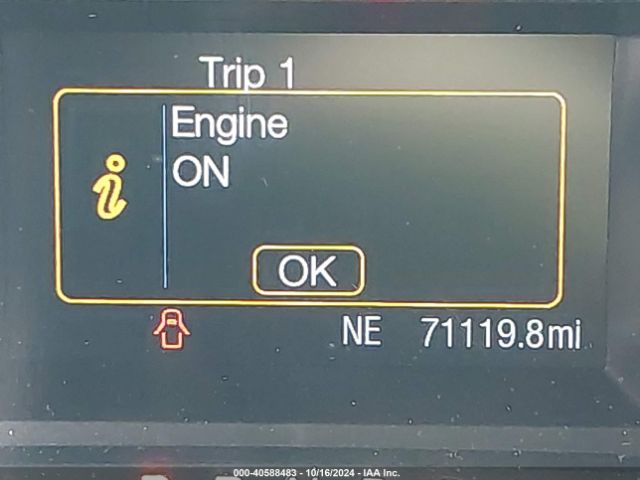 Trip 1
Engine
ON
i
OK
NE 71119.8mi
000-40588483 - 10/16/2024 - IAA Inc.